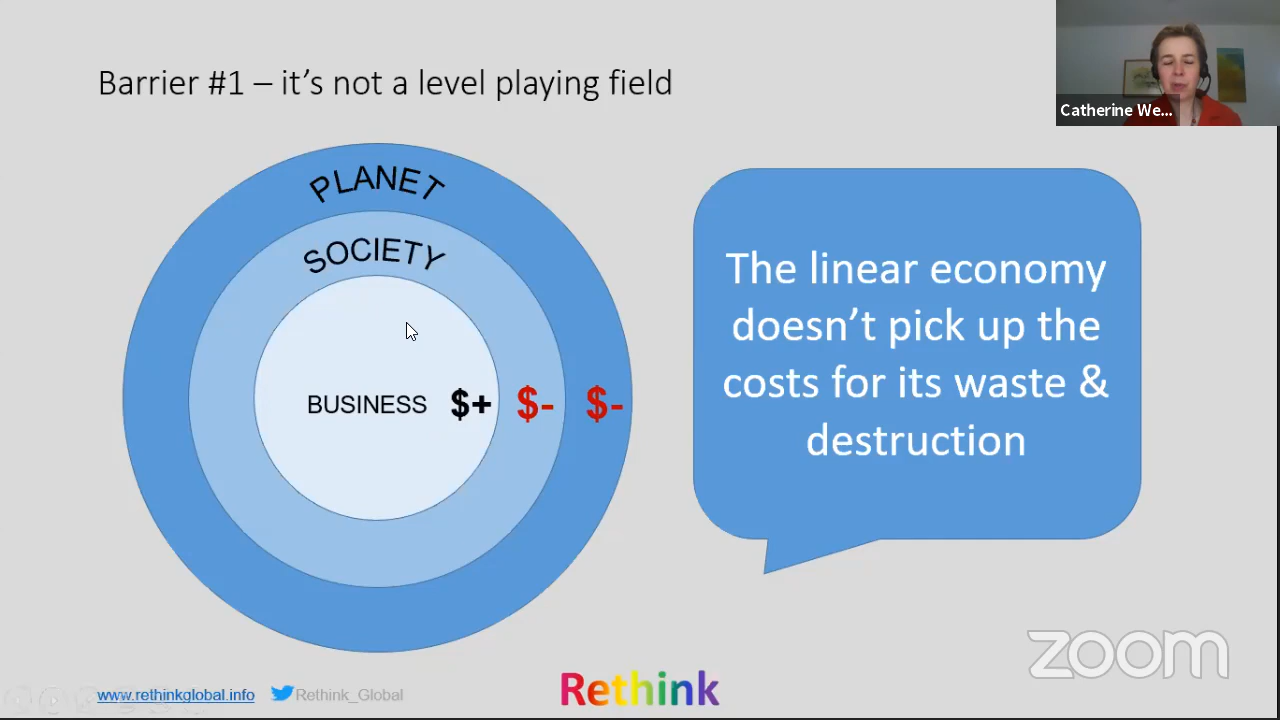 Barrier #1 – it's not a level playing field
Catherine We...
PLANET
SOCIETY
BUSINESS $+ $- $-
The linear economy
doesn't pick up the
costs for its waste &
destruction
zoom
www.rethinkglobal.info Rethink_Global
Rethink